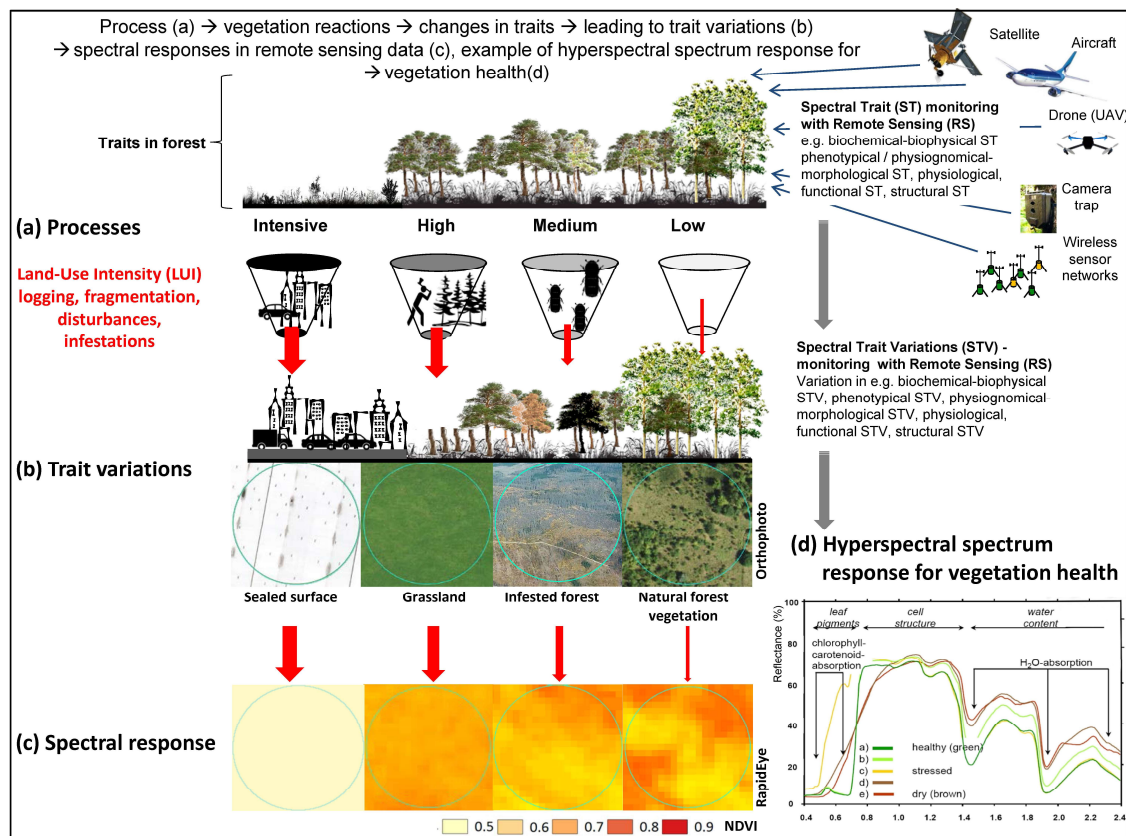 Process (a) → vegetation reactions → changes in traits → leading to trait variations (b)
→ spectral responses in remote sensing data (c), example of hyperspectral spectrum response for
→ vegetation health(d)
Satellite
Aircraft
Drone (UAV)
Camera
trap
Wireless
sensor
networks
Traits in forest
Spectral Trait (ST) monitoring
with Remote Sensing (RS)
e.g. biochemical-biophysical ST
phenotypical / physiognomical-
morphological ST, physiological,
functional ST, structural ST
(a) Processes
Intensive
High
Medium
Low
Land-Use Intensity (LUI)
logging, fragmentation,
disturbances,
infestations
Spectral Trait Variations (STV) -
monitoring with Remote Sensing (RS)
Variation in e.g. biochemical-biophysical
STV, phenotypical STV, physiognomical-
morphological STV, physiological,
functional STV, structural STV
(b) Trait variations
Orthophoto
Sealed surface
Grassland
Infested forest
Natural forest
vegetation
(c) Spectral response
RapidEye
0.5 0.6 0.7 0.8 0.9 NDVI
(d) Hyperspectral spectrum
response for vegetation health
Reflectance (%)
100
80
60
40
20
0
leaf
pigments
cell
structure
water
content
chlorophyll-
carotenoid-
absorption
H₂O-absorption
a) healthy (green)
b)
c) stressed
d)
e) dry (brown)
0.4 0.6 0.8 1.0 1.2 1.4 1.6 1.8 2.0 2.2 2.4